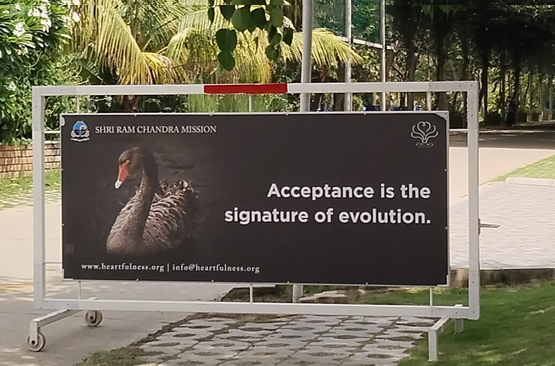 SHRI RAM CHANDRA MISSION
Acceptance is the
signature of evolution.
www.heartfulness.org | info@heartfulness.org